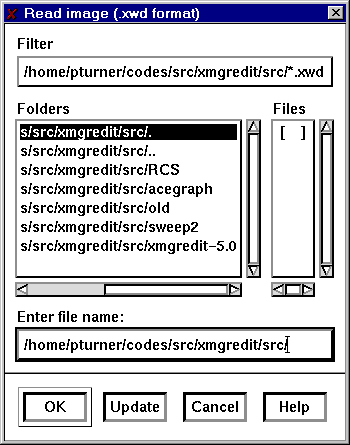 Read image (.xwd format)
Filter
/home/pturner/codes/src/xmgredit/src/*.xwd
Folders
Files
s/src/xmgredit/src/.
[ ]
s/src/xmgredit/src/..
s/src/xmgredit/src/RCS
s/src/xmgredit/src/acegraph
s/src/xmgredit/src/old
s/src/xmgredit/src/sweep2
s/src/xmgredit/src/xmgredit-5.0
Enter file name:
/home/pturner/codes/src/xmgredit/src/
OK Update Cancel Help